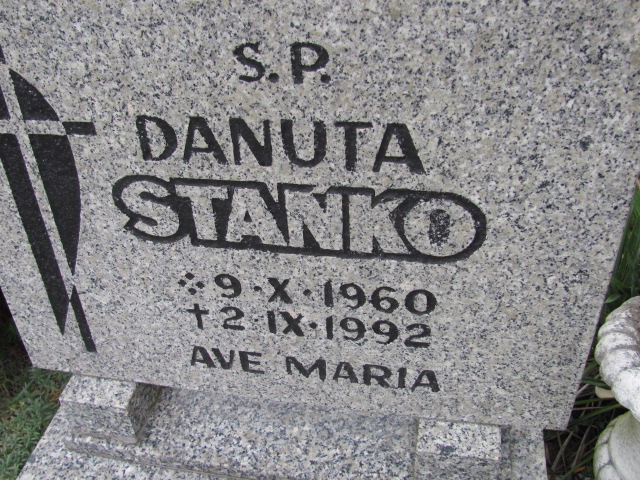 S.P.
DANUTA
STANKO
9·X·1960
†2·IX·1992
AVE MARIA